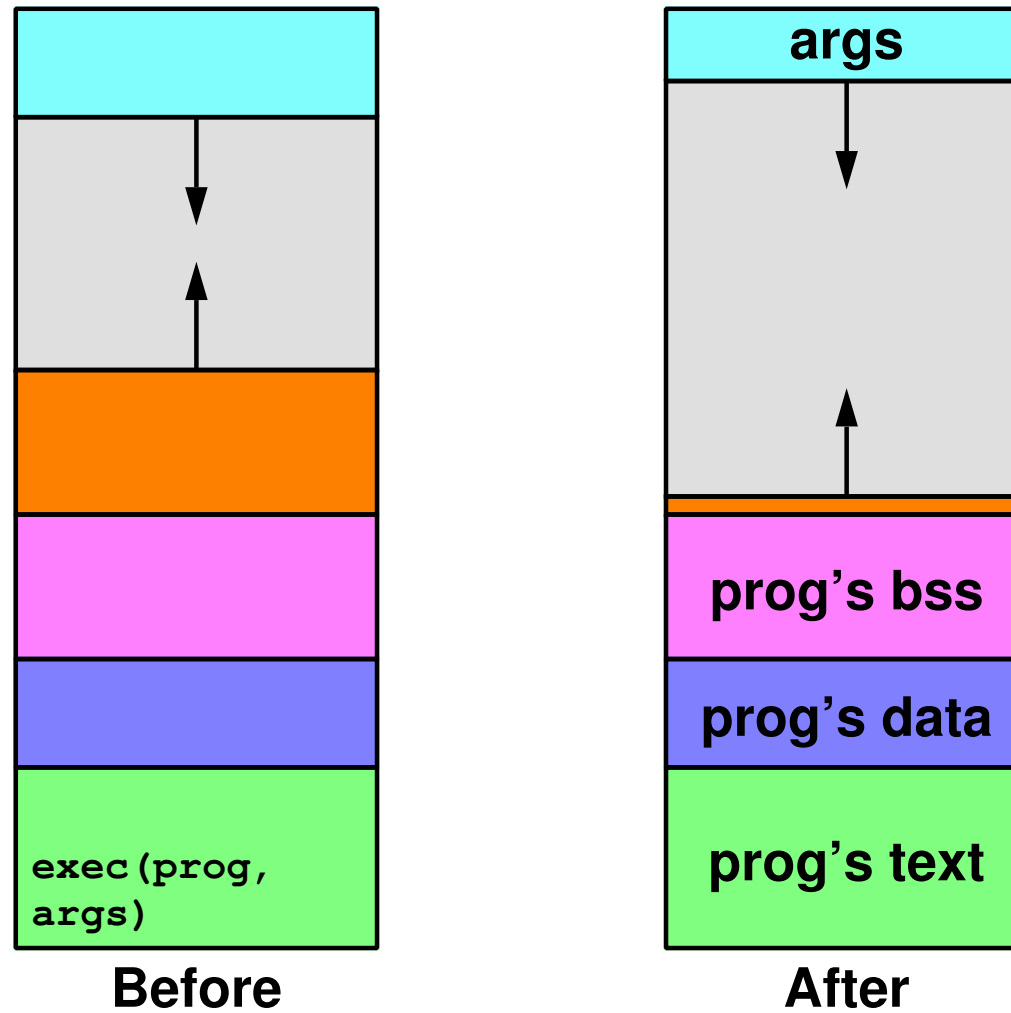 args
prog’s bss
prog’s data
exec(prog,
args)
prog’s text
Before
After